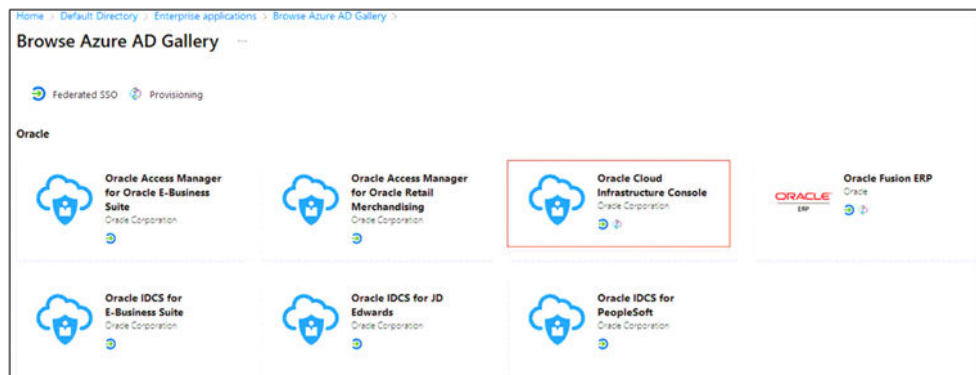 Home > Default Directory > Enterprise applications > Browse Azure AD Gallery >
Browse Azure AD Gallery ...
Federated SSO Provisioning
Oracle
Oracle Access Manager
for Oracle E-Business
Suite
Oracle Corporation
Oracle Access Manager
for Oracle Retail
Merchandising
Oracle Corporation
Oracle Cloud
Infrastructure Console
Oracle Corporation
ORACLE
ERP
Oracle Fusion ERP
Oracle
Oracle IDCS for
E-Business Suite
Oracle Corporation
Oracle IDCS for JD
Edwards
Oracle Corporation
Oracle IDCS for
PeopleSoft
Oracle Corporation